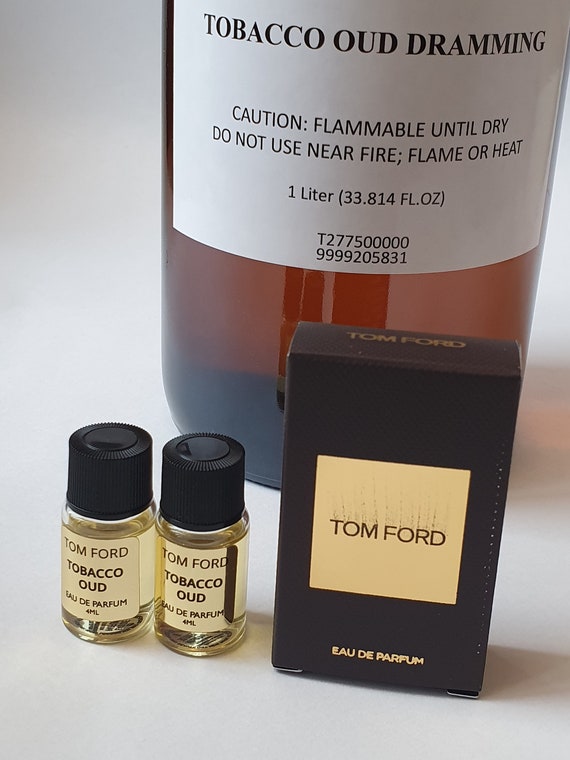 TOBACCO OUD DRAMMING
CAUTION: FLAMMABLE UNTIL DRY
DO NOT USE NEAR FIRE; FLAME OR HEAT
1 Liter (33.814 FL.OZ)
T277500000
9999205831
TOM FORD
TOM FORD
EAU DE PARFUM
TOM FORD
TOBACCO
OUD
EAU DE PARFUM
4ML
TOM FORD
TOBACCO
OUD
EAU DE PARFUM
4ML